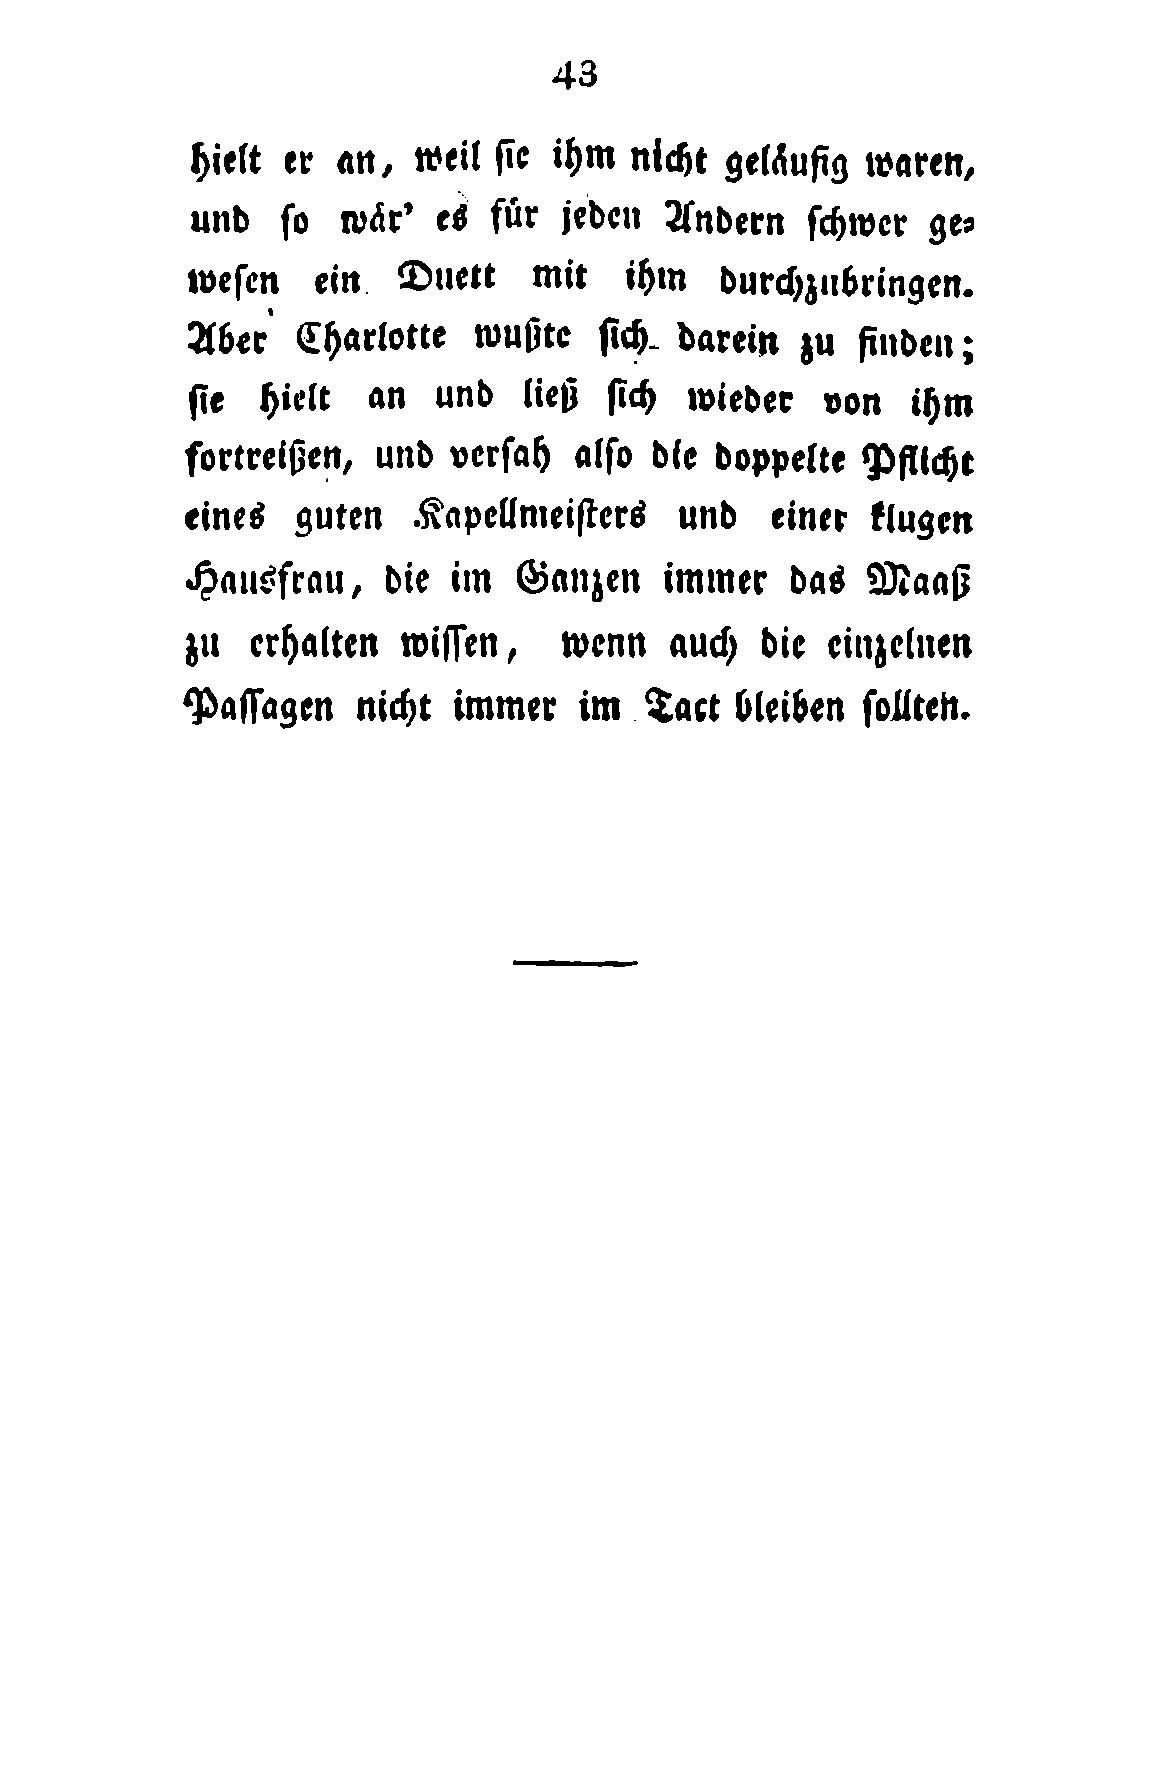 43
hielt er an, weil ſie ihm nicht geläufig waren,
und ſo wär' es für jeden Andern ſchwer ge⸗
weſen ein Duett mit ihm durchzubringen.
Aber Charlotte wußte ſich darein zu finden;
ſie hielt an und ließ ſich wieder von ihm
fortreißen, und verſah alſo die doppelte Pflicht
eines guten Kapellmeiſters und einer klugen
Hausfrau, die im Ganzen immer das Maaß
zu erhalten wiſſen, wenn auch die einzelnen
Paſſagen nicht immer im Tact bleiben ſollten.